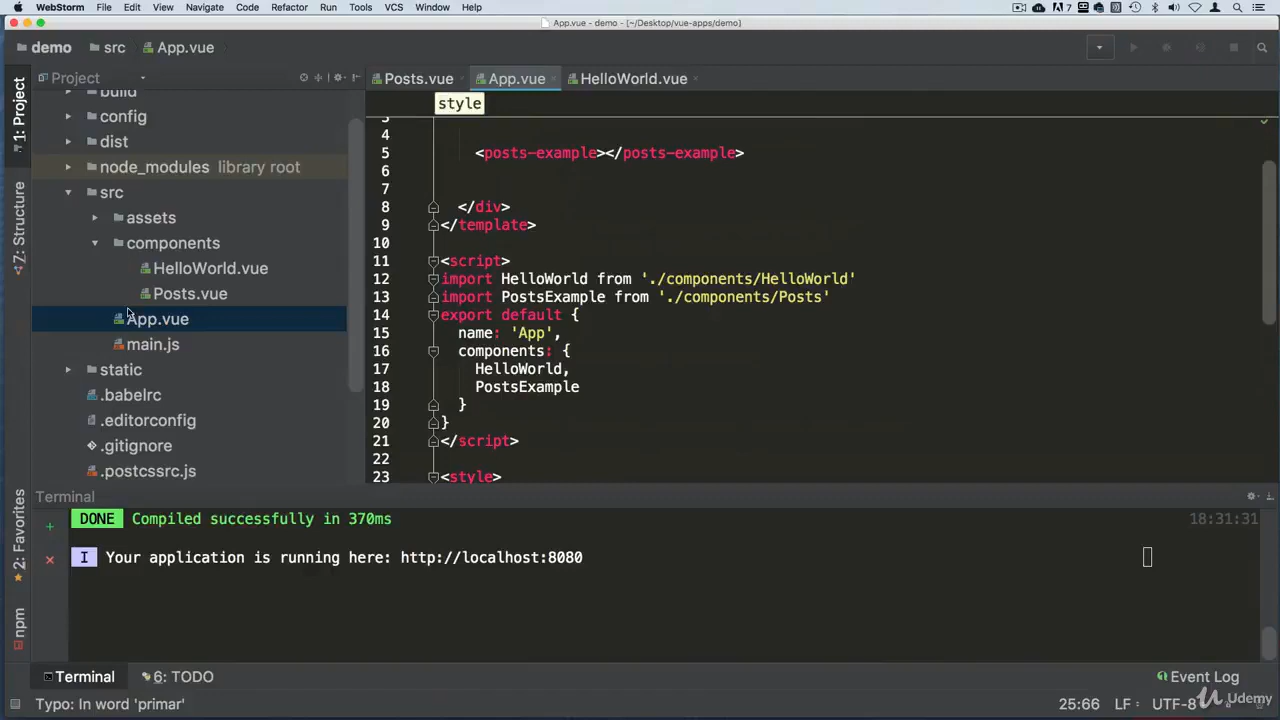 WebStorm File Edit View Navigate Code Refactor Run Tools VCS Window Help 7
App.vue - demo - [~/Desktop/vue-apps/demo]
demo src App.vue
1: Project
Project
Posts.vue App.vue HelloWorld.vue
build
config
dist
node_modules library root
src
assets
components
HelloWorld.vue
Posts.vue
App.vue
main.js
static
.babelrc
.editorconfig
.gitignore
.postcssrc.js
style
3
4
5 <posts-example></posts-example>
6
7
8 </div>
9 </template>
10
11 <script>
12 import HelloWorld from './components/HelloWorld'
13 import PostsExample from './components/Posts'
14 export default {
15 name: 'App',
16 components: {
17 HelloWorld,
18 PostsExample
19 }
20 }
21 </script>
22
23 <style>
7: Structure
2: Favorites
npm
Terminal
DONE Compiled successfully in 370ms 18:31:31
I Your application is running here: http://localhost:8080
Terminal 6: TODO Event Log
Typo: In word 'primar' 25:66 LF UTF-8
Udemy